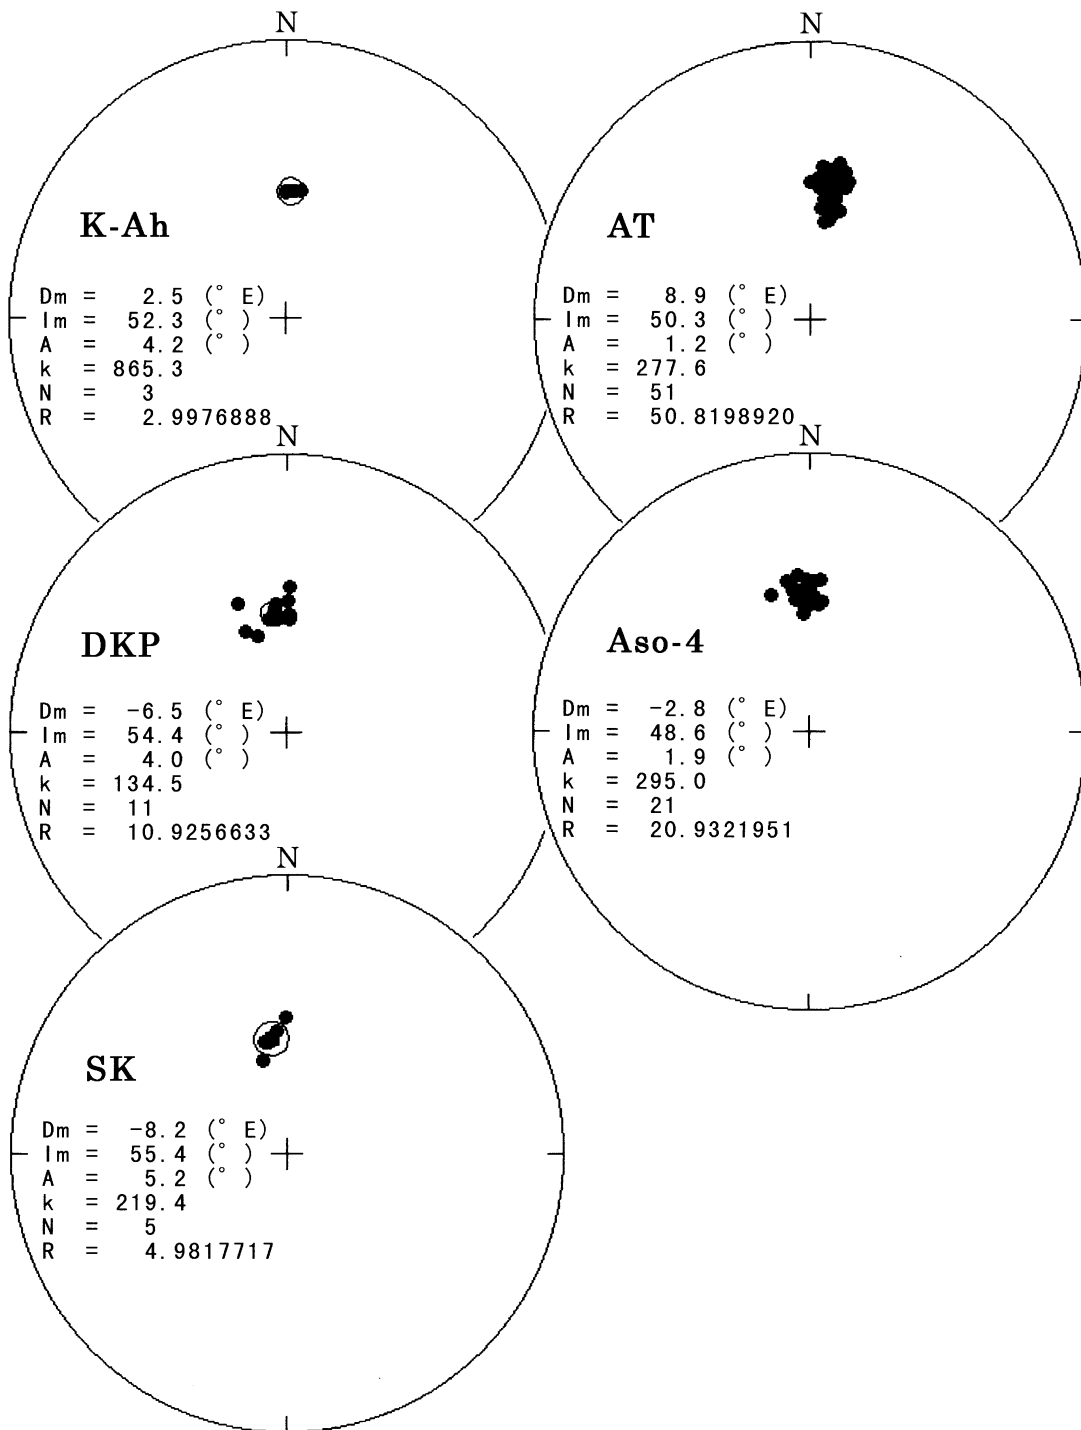 N
K-Ah
Dm = 2.5 (° E)
Im = 52.3 (° )
A = 4.2 (° )
k = 865.3
N = 3
R = 2.9976888
N
AT
Dm = 8.9 (° E)
Im = 50.3 (° )
A = 1.2 (° )
k = 277.6
N = 51
R = 50.8198920
N
DKP
Dm = -6.5 (° E)
Im = 54.4 (° )
A = 4.0 (° )
k = 134.5
N = 11
R = 10.9256633
N
Aso-4
Dm = -2.8 (° E)
Im = 48.6 (° )
A = 1.9 (° )
k = 295.0
N = 21
R = 20.9321951
N
SK
Dm = -8.2 (° E)
Im = 55.4 (° )
A = 5.2 (° )
k = 219.4
N = 5
R = 4.9817717